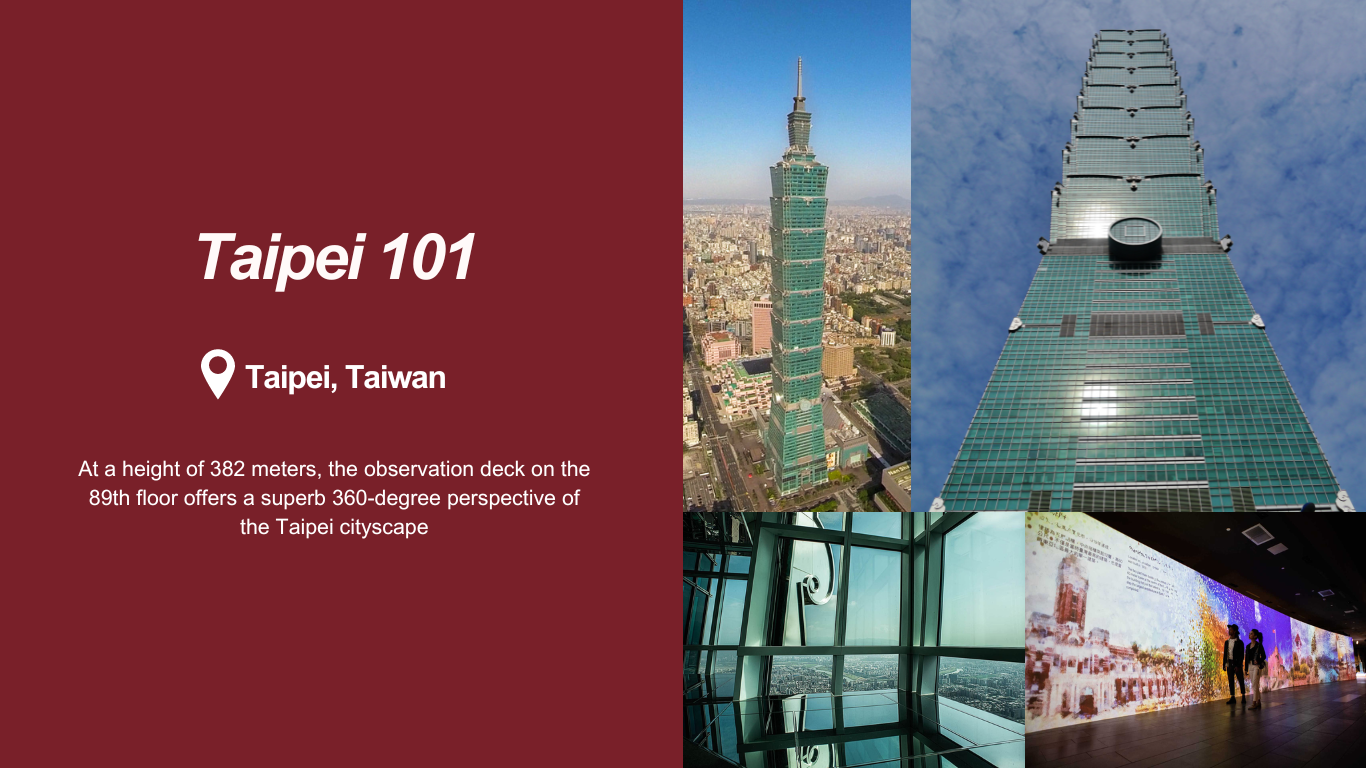 Taipei 101
Taipei, Taiwan
At a height of 382 meters, the observation deck on the
89th floor offers a superb 360-degree perspective of
the Taipei cityscape